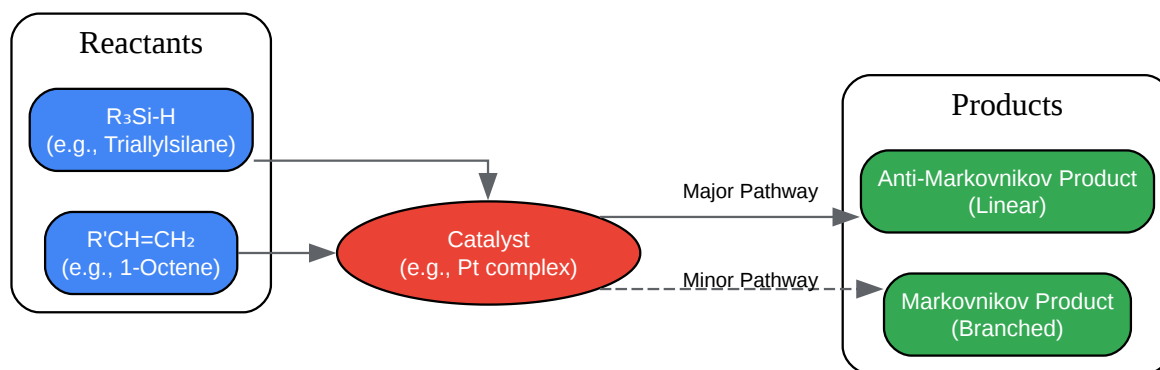 Reactants
R₃Si-H
(e.g., Triallylsilane)
R'CH=CH₂
(e.g., 1-Octene)
Catalyst
(e.g., Pt complex)
Major Pathway
Minor Pathway
Products
Anti-Markovnikov Product
(Linear)
Markovnikov Product
(Branched)